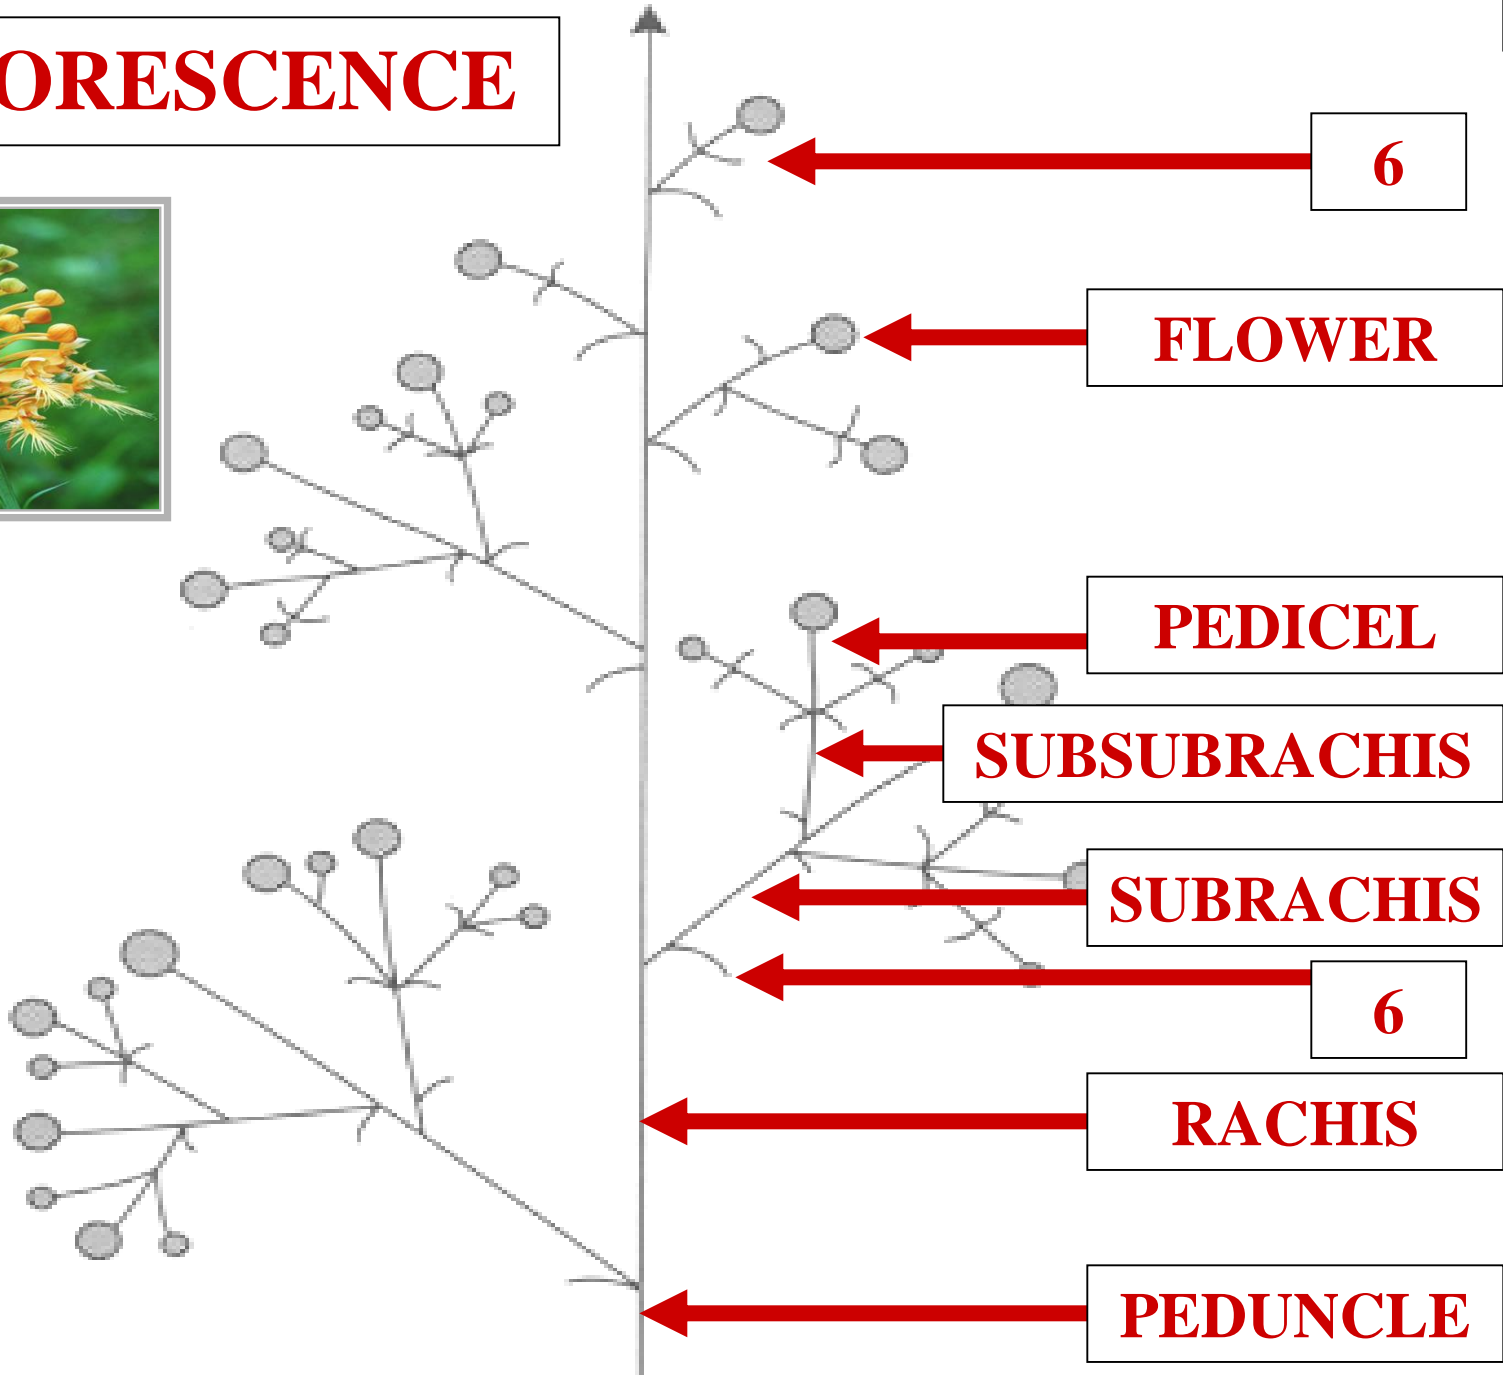 ORESCENCE
6
FLOWER
PEDICEL
SUBSUBRACHIS
SUBRACHIS
6
RACHIS
PEDUNCLE